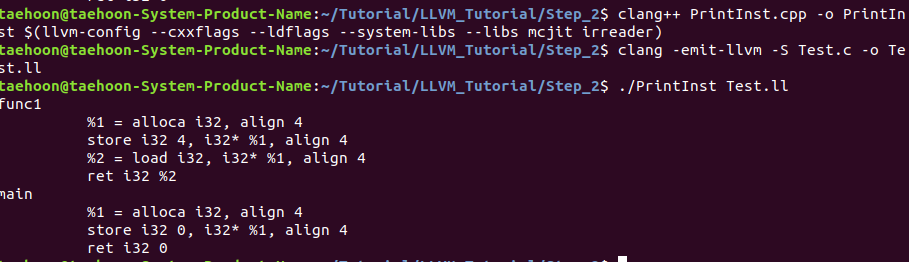 taehoon@taehoon-System-Product-Name:~/Tutorial/LLVM_Tutorial/Step_2$ clang++ PrintInst.cpp -o PrintIn
st $(llvm-config --cxxflags --ldflags --system-libs --libs mcjit irreader)
taehoon@taehoon-System-Product-Name:~/Tutorial/LLVM_Tutorial/Step_2$ clang -emit-llvm -S Test.c -o Te
st.ll
taehoon@taehoon-System-Product-Name:~/Tutorial/LLVM_Tutorial/Step_2$ ./PrintInst Test.ll
func1
%1 = alloca i32, align 4
store i32 4, i32* %1, align 4
%2 = load i32, i32* %1, align 4
ret i32 %2
main
%1 = alloca i32, align 4
store i32 0, i32* %1, align 4
ret i32 0